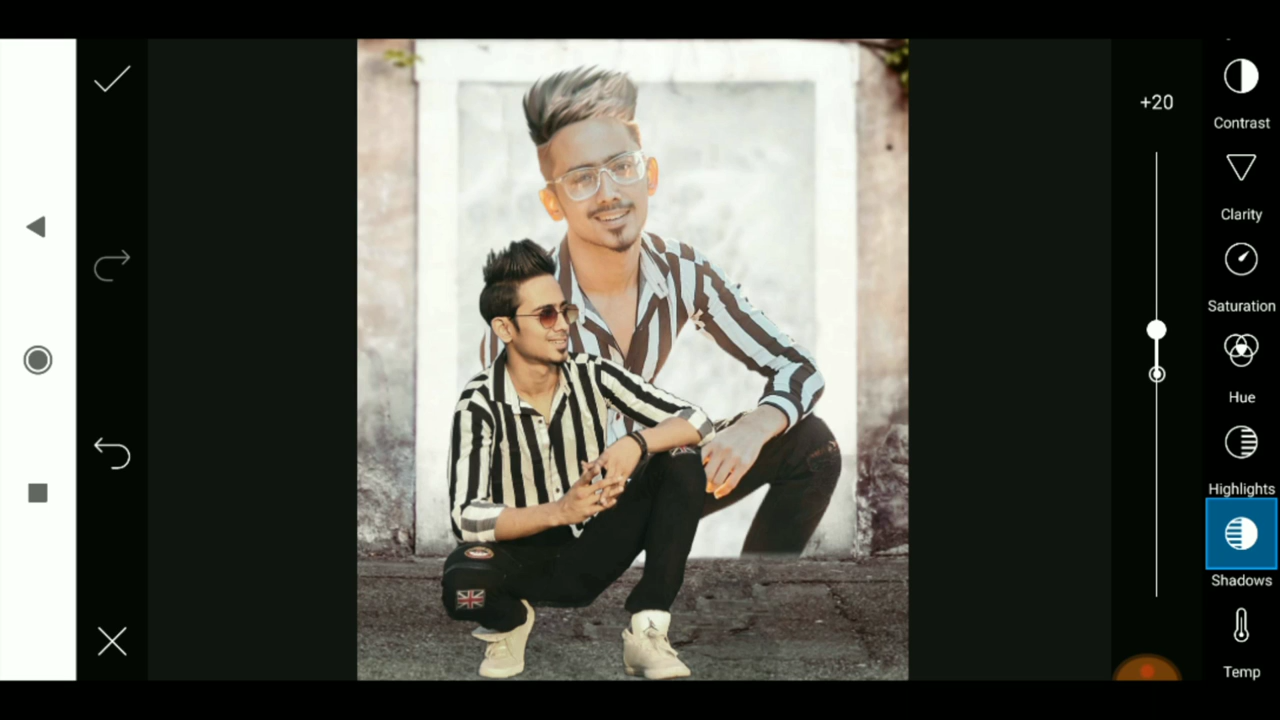 +20
Contrast
Clarity
Saturation
Hue
Highlights
Shadows
Temp